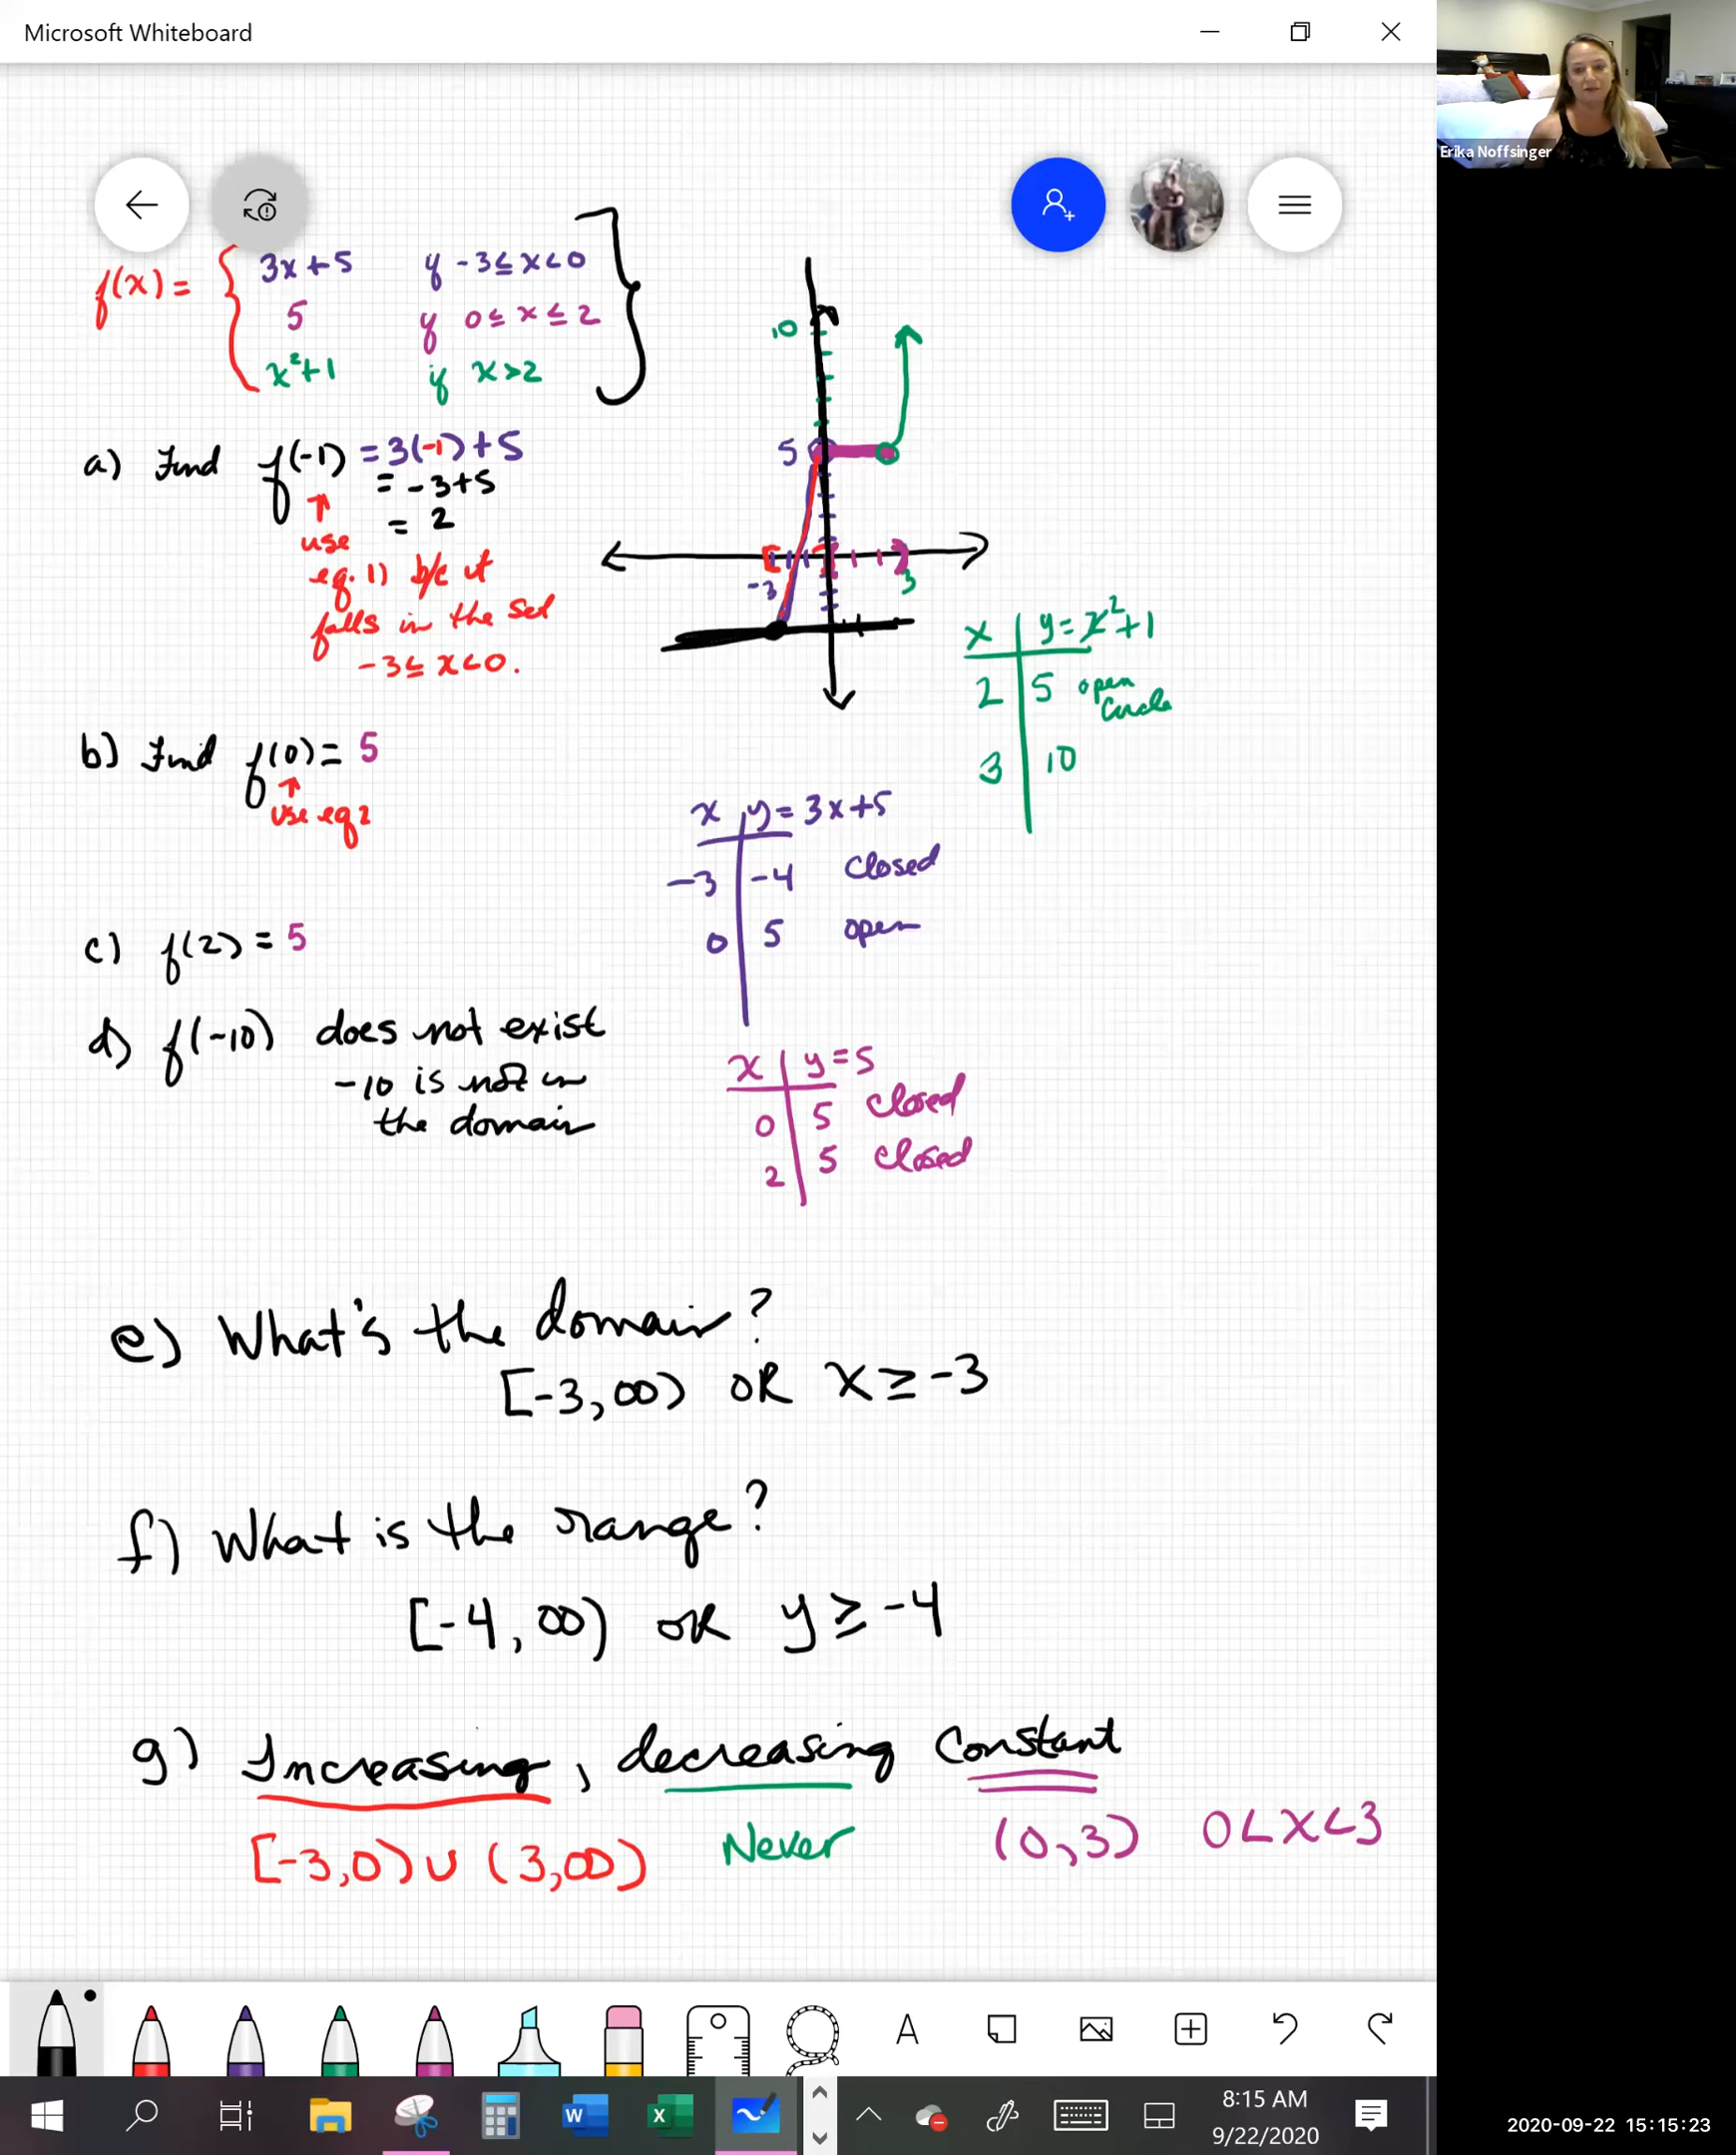 Microsoft Whiteboard
Erika Noffsinger
f(x) = { 3x+5 if -3≤x<0
5 if 0≤x≤2
x²+1 if x>2 }
a) Find f(-1) = 3(-1)+5
= -3+5
= 2
↑
use
eq. 1) b/c it
falls in the set
-3≤x<0.
10
5
-3
3
x | y=x²+1
2 | 5 open circle
3 | 10
b) Find f(0) = 5
↑
use eq 2
x | y=3x+5
-3 | -4 closed
0 | 5 open
c) f(2) = 5
d) f(-10) does not exist
-10 is not in
the domain
x | y=5
0 | 5 closed
2 | 5 closed
e) What's the domain?
[-3,∞) OR x≥-3
f) What is the range?
[-4,∞) OR y≥-4
g) Increasing, decreasing constant
[-3,0)∪(3,∞) Never (0,3) 0<x<3
A
W
X
8:15 AM
9/22/2020
2020-09-22 15:15:23